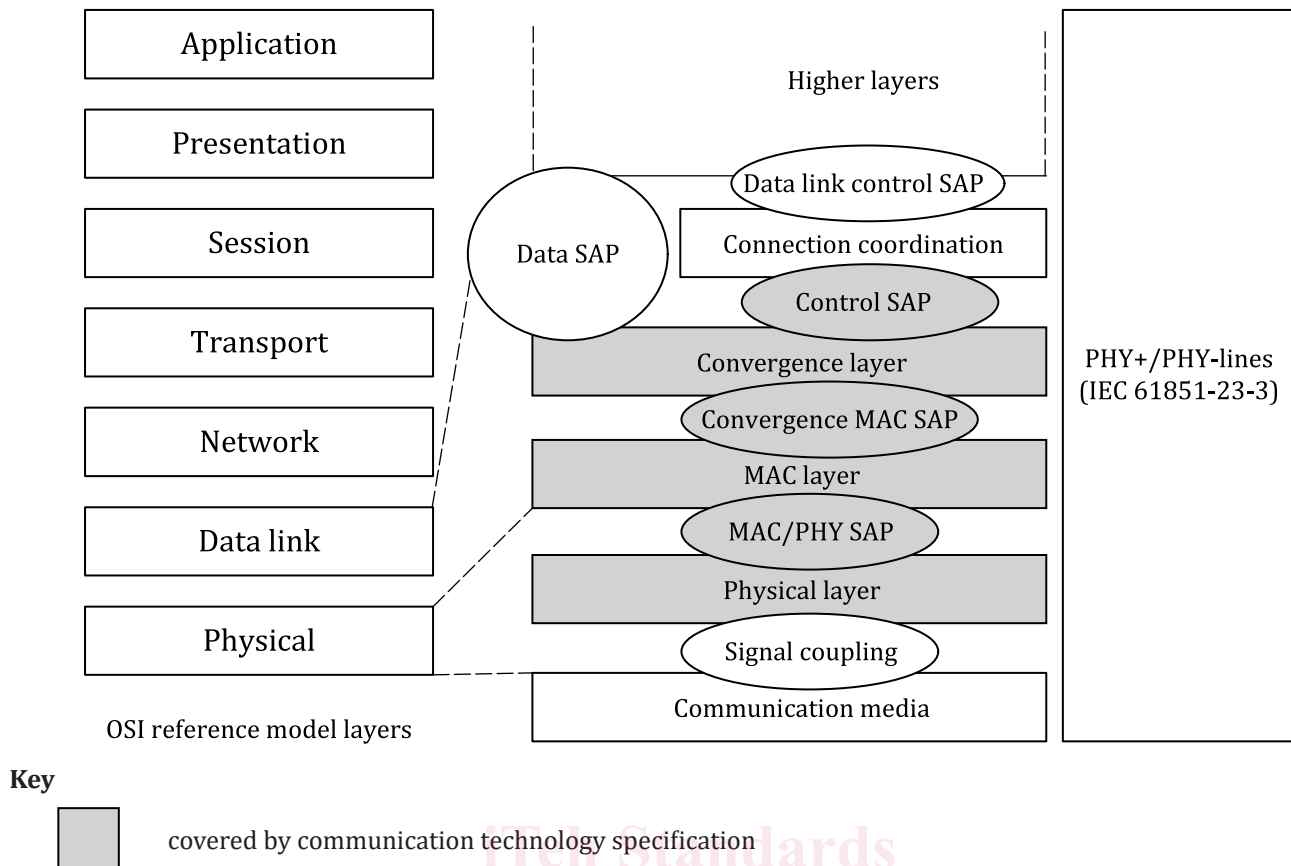 Application
Presentation
Session
Transport
Network
Data link
Physical
OSI reference model layers
Higher layers
Data link control SAP
Data SAP
Connection coordination
Control SAP
Convergence layer
Convergence MAC SAP
MAC layer
MAC/PHY SAP
Physical layer
Signal coupling
Communication media
PHY+/PHY-lines
(IEC 61851-23-3)
Key
covered by communication technology specification
iTeh Standards